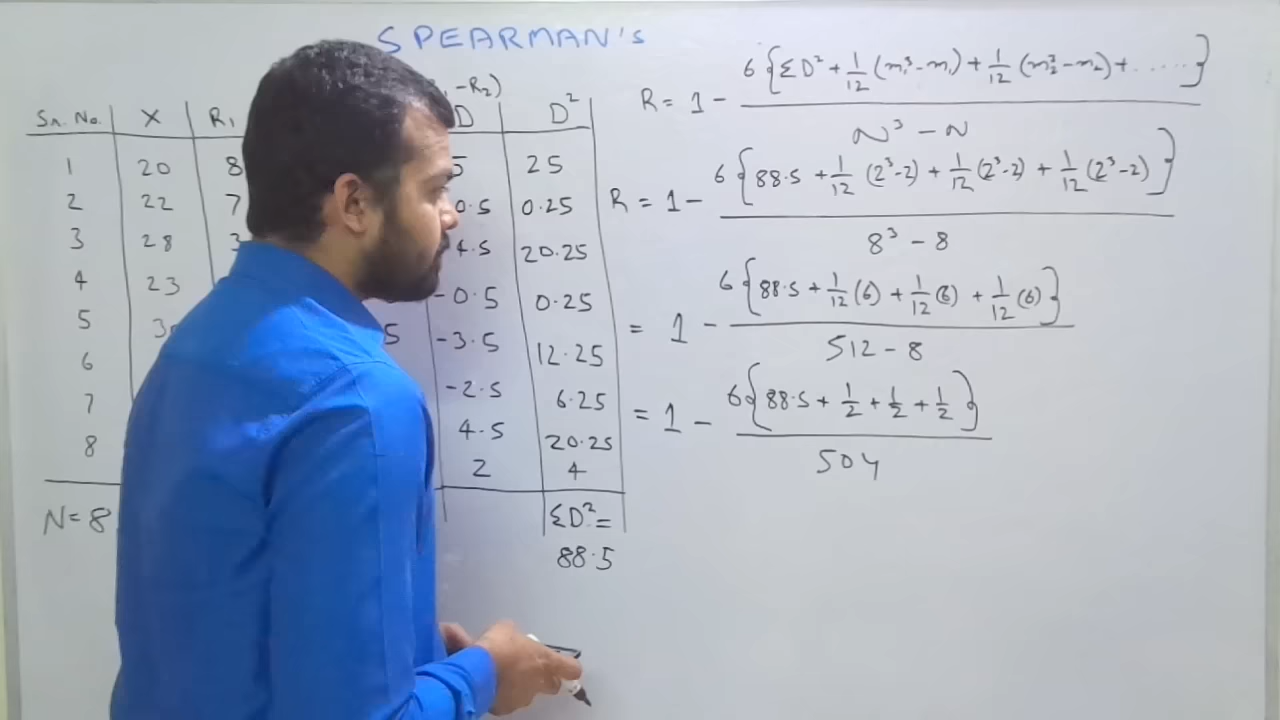 SPEARMAN'S
-R₂)
Sr. No. X R₁ D D²
1 20 8 5 25
2 22 7 0.5 0.25
3 28 3 4.5 20.25
4 23 -0.5 0.25
5 5 -3.5 12.25
6 -2.5 6.25
7 4.5 20.25
8 2 4
N=8 ΣD²=
88.5
R = 1 - 6{ΣD² + 1/12 (m₁³-m₁) + 1/12 (m₂³-m₂) + .....} / N³ - N
R = 1 - 6{88.5 + 1/12 (2³-2) + 1/12 (2³-2) + 1/12 (2³-2)} / 8³ - 8
= 1 - 6{88.5 + 1/12 (6) + 1/12 (6) + 1/12 (6)} / 512 - 8
= 1 - 6{88.5 + 1/2 + 1/2 + 1/2} / 504